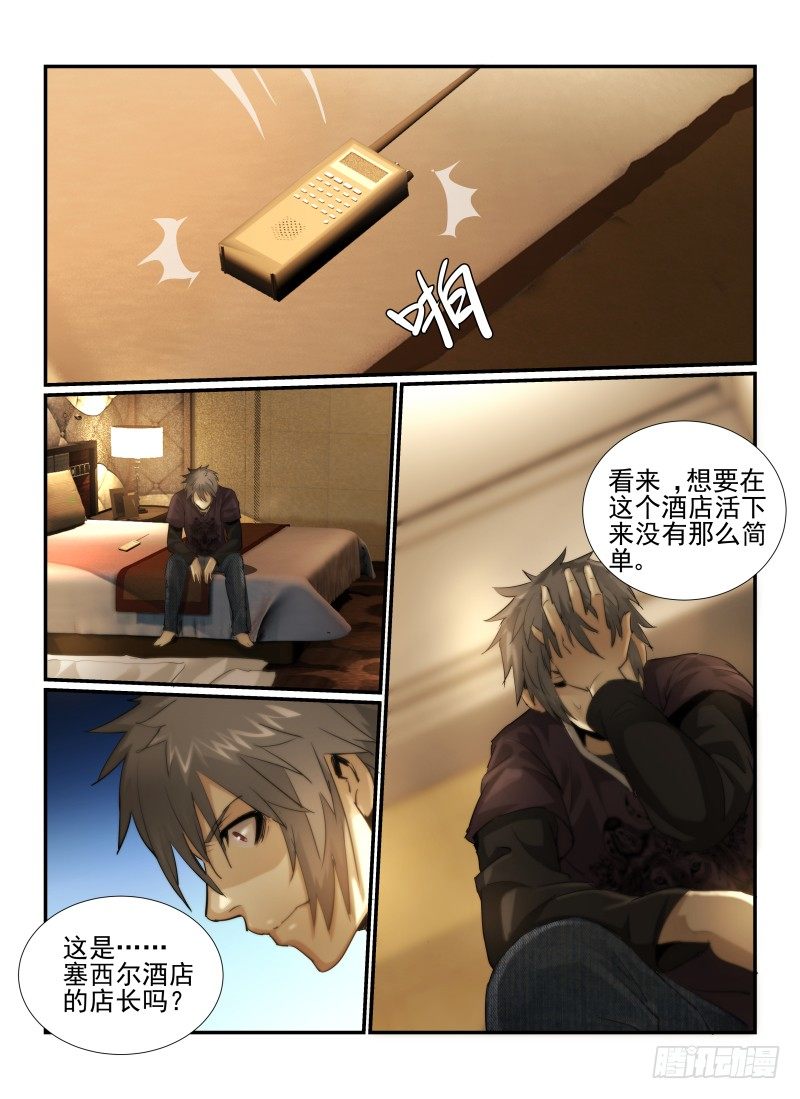 啪
看来，想要在
这个酒店活下
来没有那么简
单。
这是……
塞西尔酒店
的店长吗？
腾讯动漫